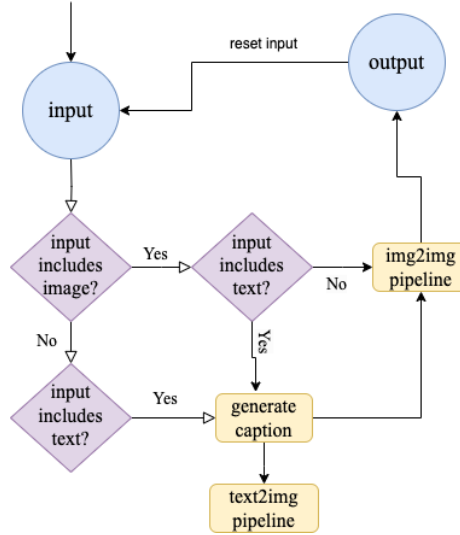 reset input
output
input
input
includes
image?
Yes
input
includes
text?
No
img2img
pipeline
No
Yes
input
includes
text?
Yes
generate
caption
text2img
pipeline